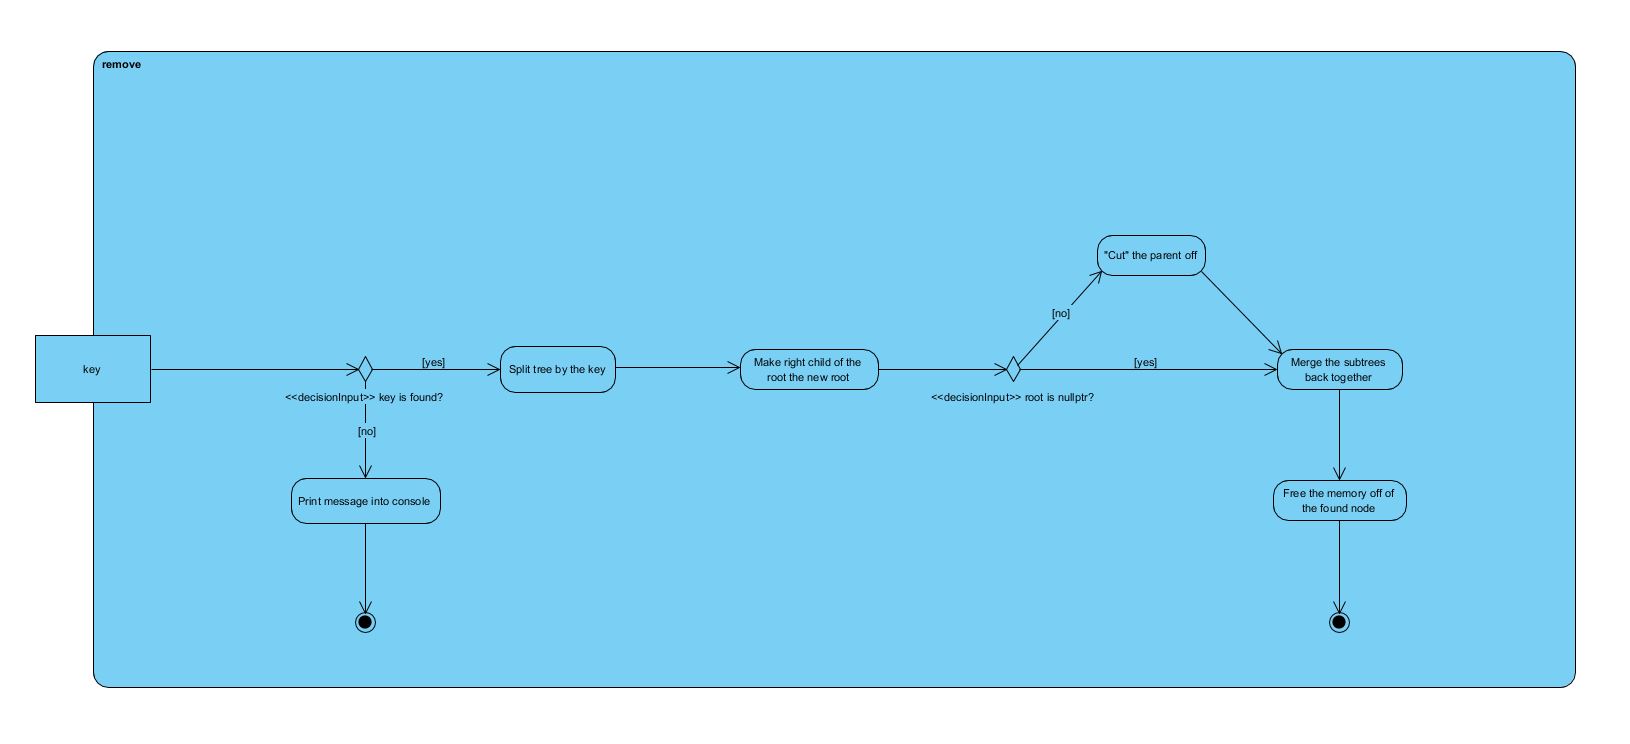 remove
"Cut" the parent off
[no]
key
[yes]
Split tree by the key
Make right child of the
root the new root
[yes]
Merge the subtrees
back together
<<decisionInput>> key is found?
<<decisionInput>> root is nullptr?
[no]
Print message into console
Free the memory off of
the found node